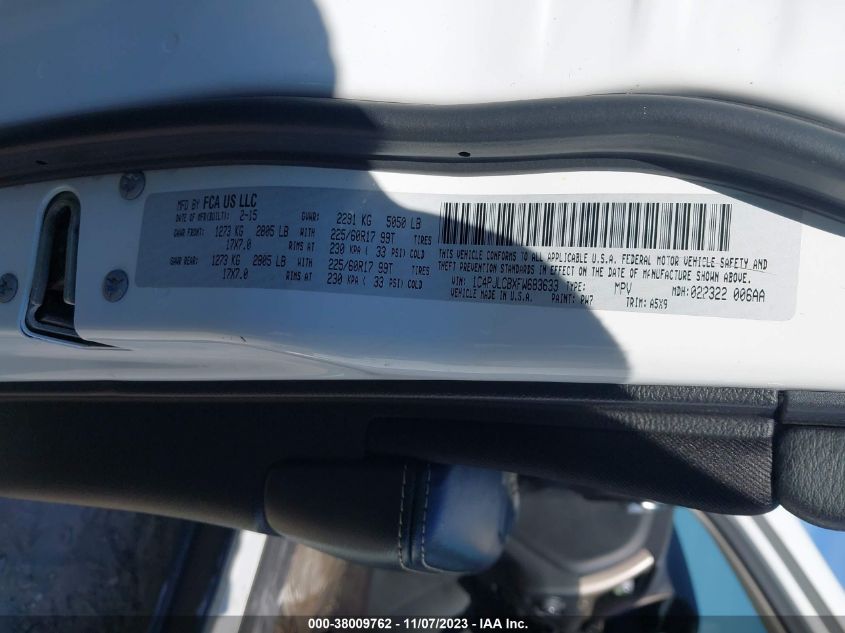 MFD BY FCA US LLC
DATE OF MFR(BUILT): 2-15 GVWR: 2291 KG 5050 LB
GAWR FRONT: 1273 KG 2805 LB WITH 225/60R17 99T TIRES
17X7.0 RIMS AT 230 KPA ( 33 PSI) COLD
GAWR REAR: 1273 KG 2805 LB WITH 225/60R17 99T TIRES
17X7.0 RIMS AT 230 KPA ( 33 PSI) COLD
THIS VEHICLE CONFORMS TO ALL APPLICABLE U.S.A. FEDERAL MOTOR VEHICLE SAFETY AND
THEFT PREVENTION STANDARDS IN EFFECT ON THE DATE OF MANUFACTURE SHOWN ABOVE.
VIN: 1C4PJLCBXFW683633 TYPE: MPV MDH: 022322 006AA
VEHICLE MADE IN U.S.A. PAINT: PW7 TRIM: A5X9
000-38009762 - 11/07/2023 - IAA Inc.